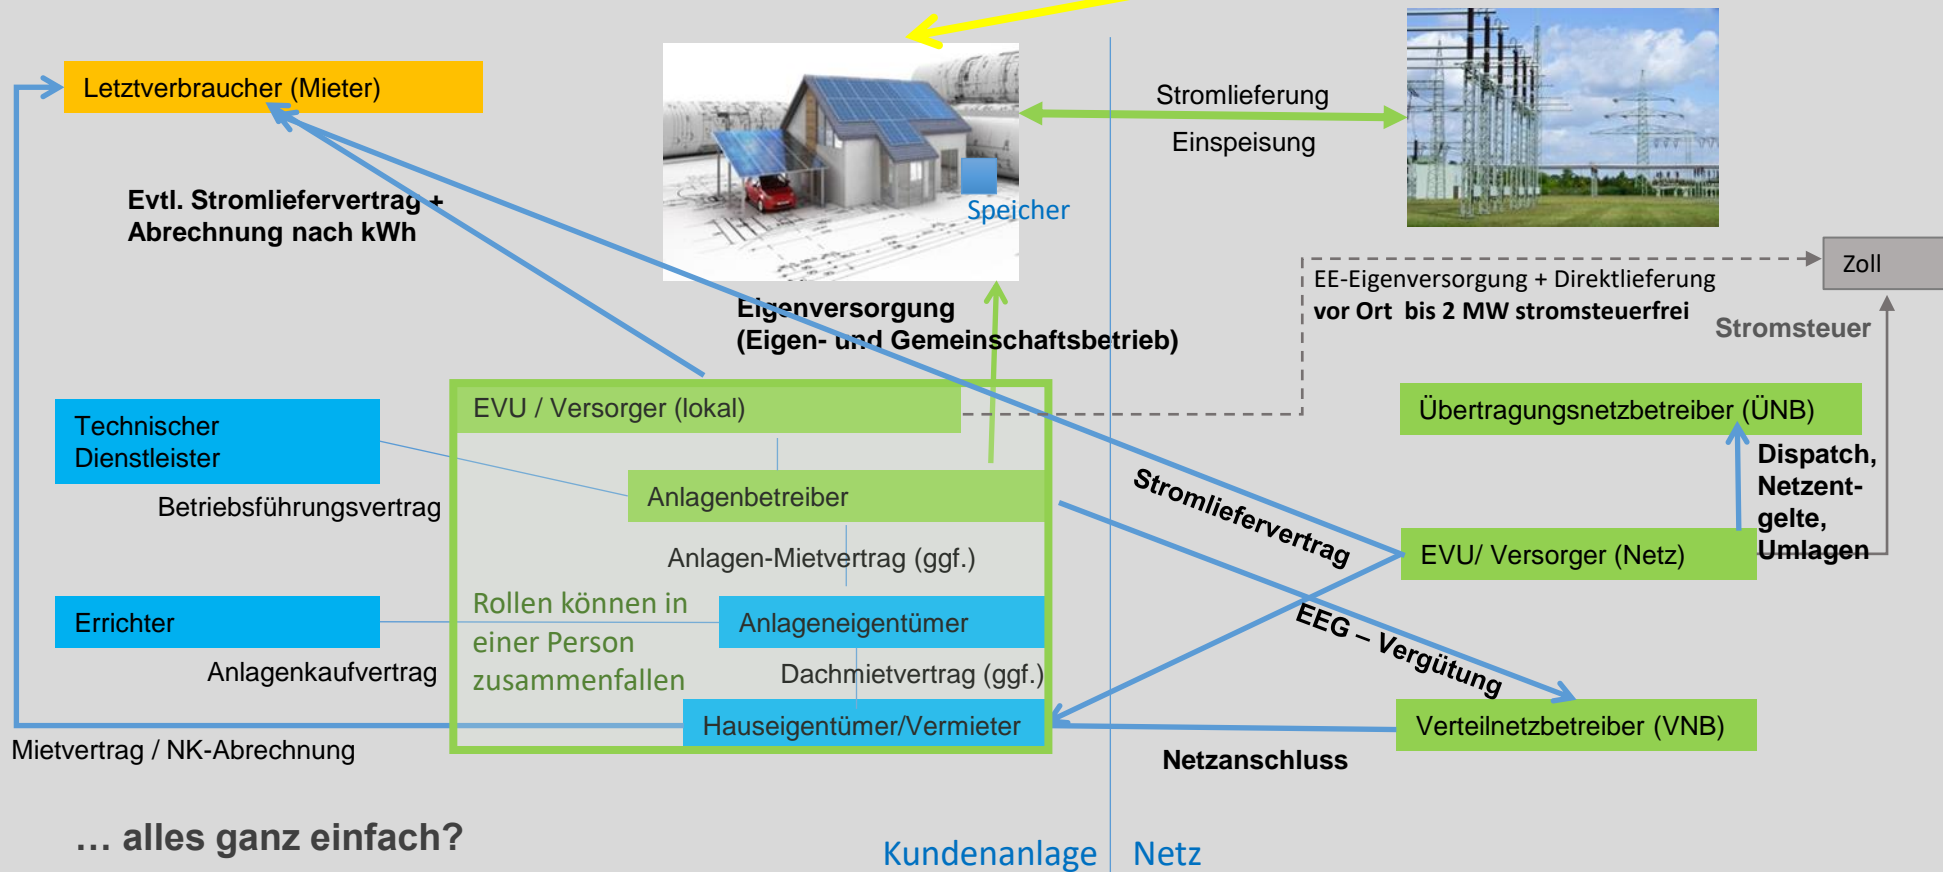 Letztverbraucher (Mieter)
Stromlieferung
Einspeisung
Evtl. Stromliefervertrag +
Abrechnung nach kWh
Speicher
Zoll
EE-Eigenversorgung + Direktlieferung
vor Ort bis 2 MW stromsteuerfrei
Stromsteuer
Eigenversorgung
(Eigen- und Gemeinschaftsbetrieb)
EVU / Versorger (lokal)
Übertragungsnetzbetreiber (ÜNB)
Technischer
Dienstleister
Betriebsführungsvertrag
Anlagenbetreiber
Dispatch,
Netzent-
gelte,
Umlagen
Stromliefervertrag
Anlagen-Mietvertrag (ggf.)
EVU/ Versorger (Netz)
Rollen können in
einer Person
zusammenfallen
Errichter
Anlageneigentümer
EEG – Vergütung
Anlagenkaufvertrag
Dachmietvertrag (ggf.)
Hauseigentümer/Vermieter
Verteilnetzbetreiber (VNB)
Mietvertrag / NK-Abrechnung
Netzanschluss
… alles ganz einfach?
Kundenanlage
Netz